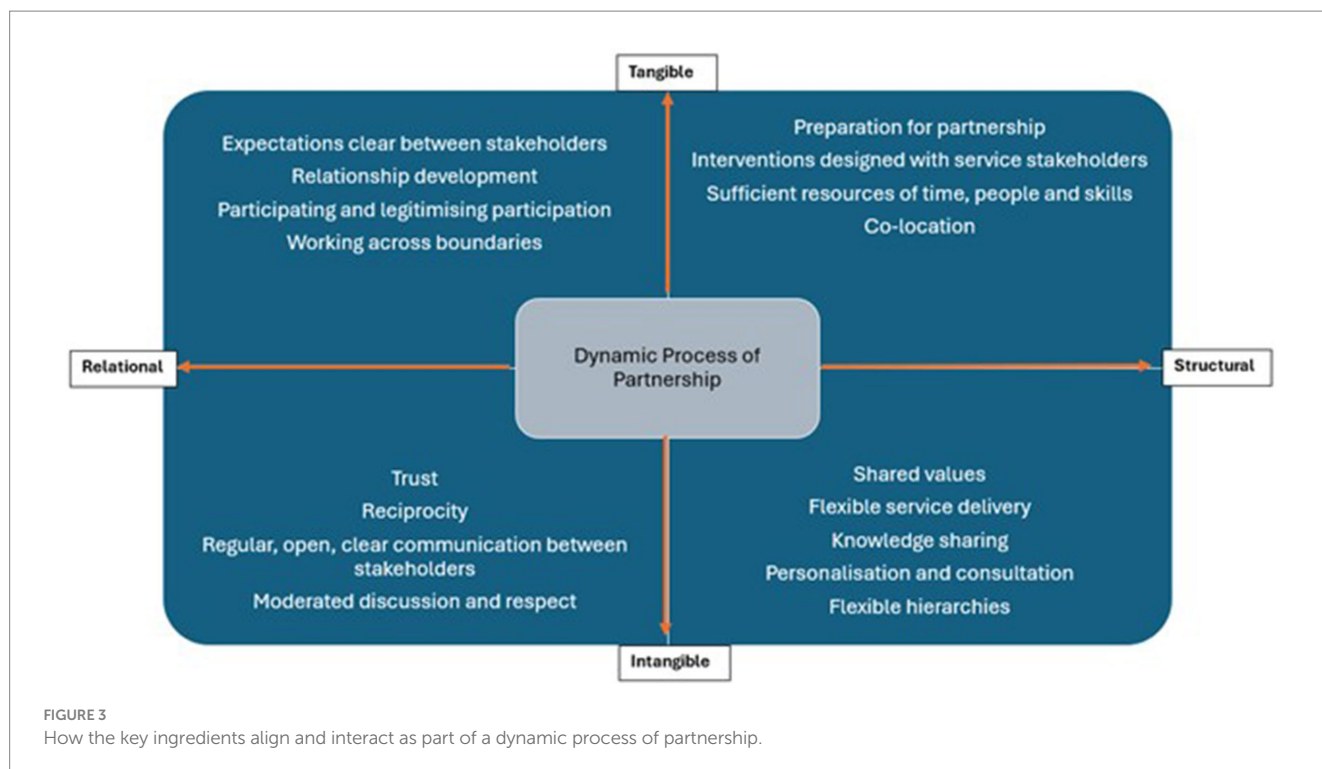 Tangible
Expectations clear between stakeholders
Relationship development
Participating and legitimising participation
Working across boundaries
Preparation for partnership
Interventions designed with service stakeholders
Sufficient resources of time, people and skills
Co-location
Relational
Dynamic Process of
Partnership
Structural
Trust
Reciprocity
Regular, open, clear communication between
stakeholders
Moderated discussion and respect
Shared values
Flexible service delivery
Knowledge sharing
Personalisation and consultation
Flexible hierarchies
Intangible
FIGURE 3
How the key ingredients align and interact as part of a dynamic process of partnership.